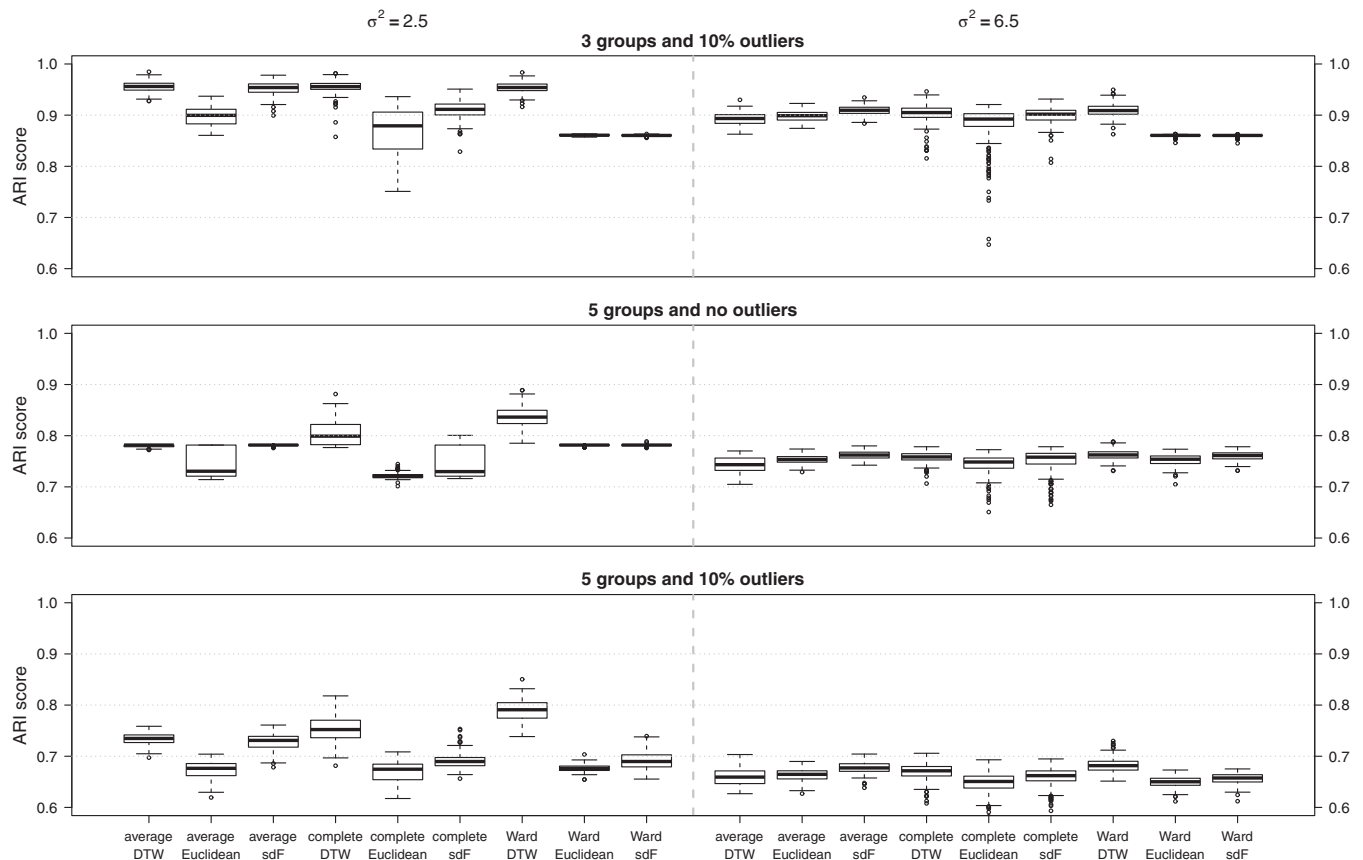 σ² = 2.5 σ² = 6.5
3 groups and 10% outliers
1.0 1.0
0.9 0.9
0.8 0.8
0.7 0.7
0.6 0.6
ARI score
5 groups and no outliers
1.0 1.0
0.9 0.9
0.8 0.8
0.7 0.7
0.6 0.6
ARI score
5 groups and 10% outliers
1.0 1.0
0.9 0.9
0.8 0.8
0.7 0.7
0.6 0.6
ARI score
average average average complete complete complete Ward Ward Ward average average average complete complete complete Ward Ward Ward
DTW Euclidean sdF DTW Euclidean sdF DTW Euclidean sdF DTW Euclidean sdF DTW Euclidean sdF DTW Euclidean sdF